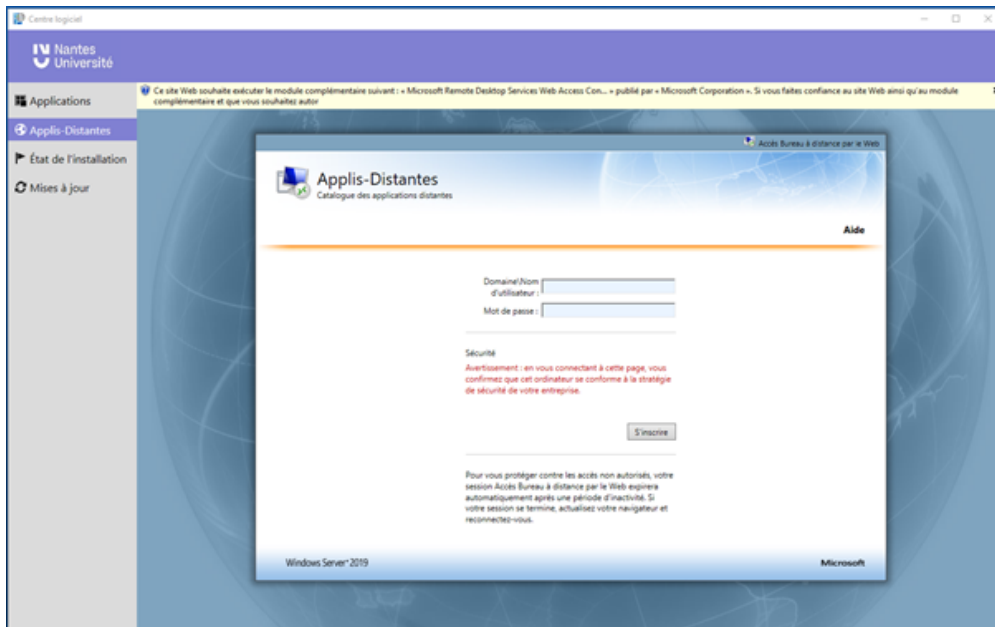 Centre logiciel
Nantes
Université
Applications
Applis-Distantes
État de l'installation
Mises à jour
Ce site Web souhaite exécuter le module complémentaire suivant : « Microsoft Remote Desktop Services Web Access Con... » publié par « Microsoft Corporation ». Si vous faites confiance au site Web ainsi qu'au module
complémentaire et que vous souhaitez autor
Accès Bureau à distance par le Web
Applis-Distantes
Catalogue des applications distantes
Aide
Domaine\Nom
d'utilisateur :
Mot de passe :
Sécurité
Avertissement : en vous connectant à cette page, vous
confirmez que cet ordinateur se conforme à la stratégie
de sécurité de votre entreprise.
S'inscrire
Pour vous protéger contre les accès non autorisés, votre
session Accès Bureau à distance par le Web expirera
automatiquement après une période d'inactivité. Si
votre session se termine, actualisez votre navigateur et
reconnectez-vous.
Windows Server® 2019
Microsoft